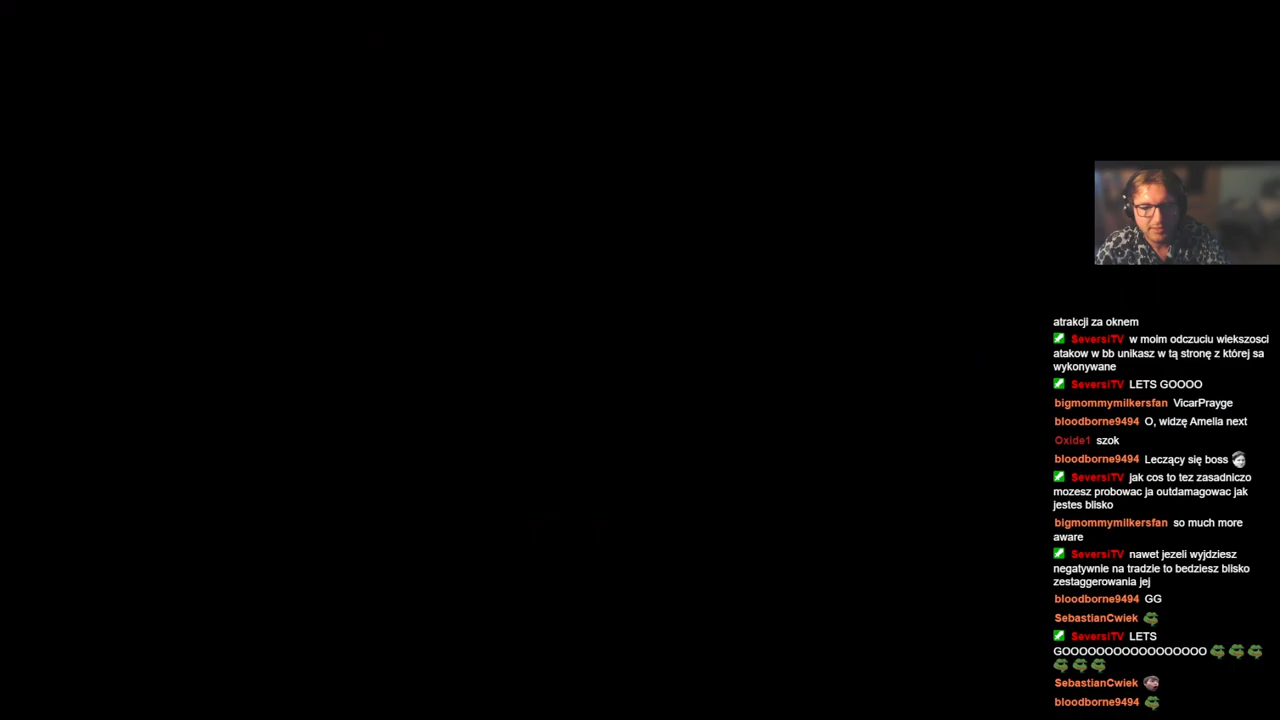 atrakcji za oknem
SeversiTV w moim odczuciu wiekszosci
atakow w bb unikasz w tą stronę z której sa
wykonywane
SeversiTV LETS GOOOO
bigmommymilkersfan VicarPrayge
bloodborne9494 O, widzę Amelia next
Oxide1 szok
bloodborne9494 Leczący się boss
SeversiTV jak cos to tez zasadniczo
mozesz probowac ja outdamagowac jak
jestes blisko
bigmommymilkersfan so much more
aware
SeversiTV nawet jezeli wyjdziesz
negatywnie na tradzie to bedziesz blisko
zestaggerowania jej
bloodborne9494 GG
SebastianCwiek
SeversiTV LETS
GOOOOOOOOOOOOOOOOO
SebastianCwiek
bloodborne9494